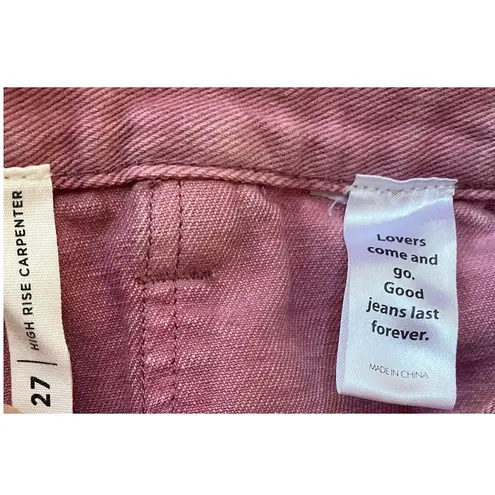 27 | HIGH RISE CARPENTER
Lovers
come and
go.
Good
jeans last
forever.
MADE IN CHINA